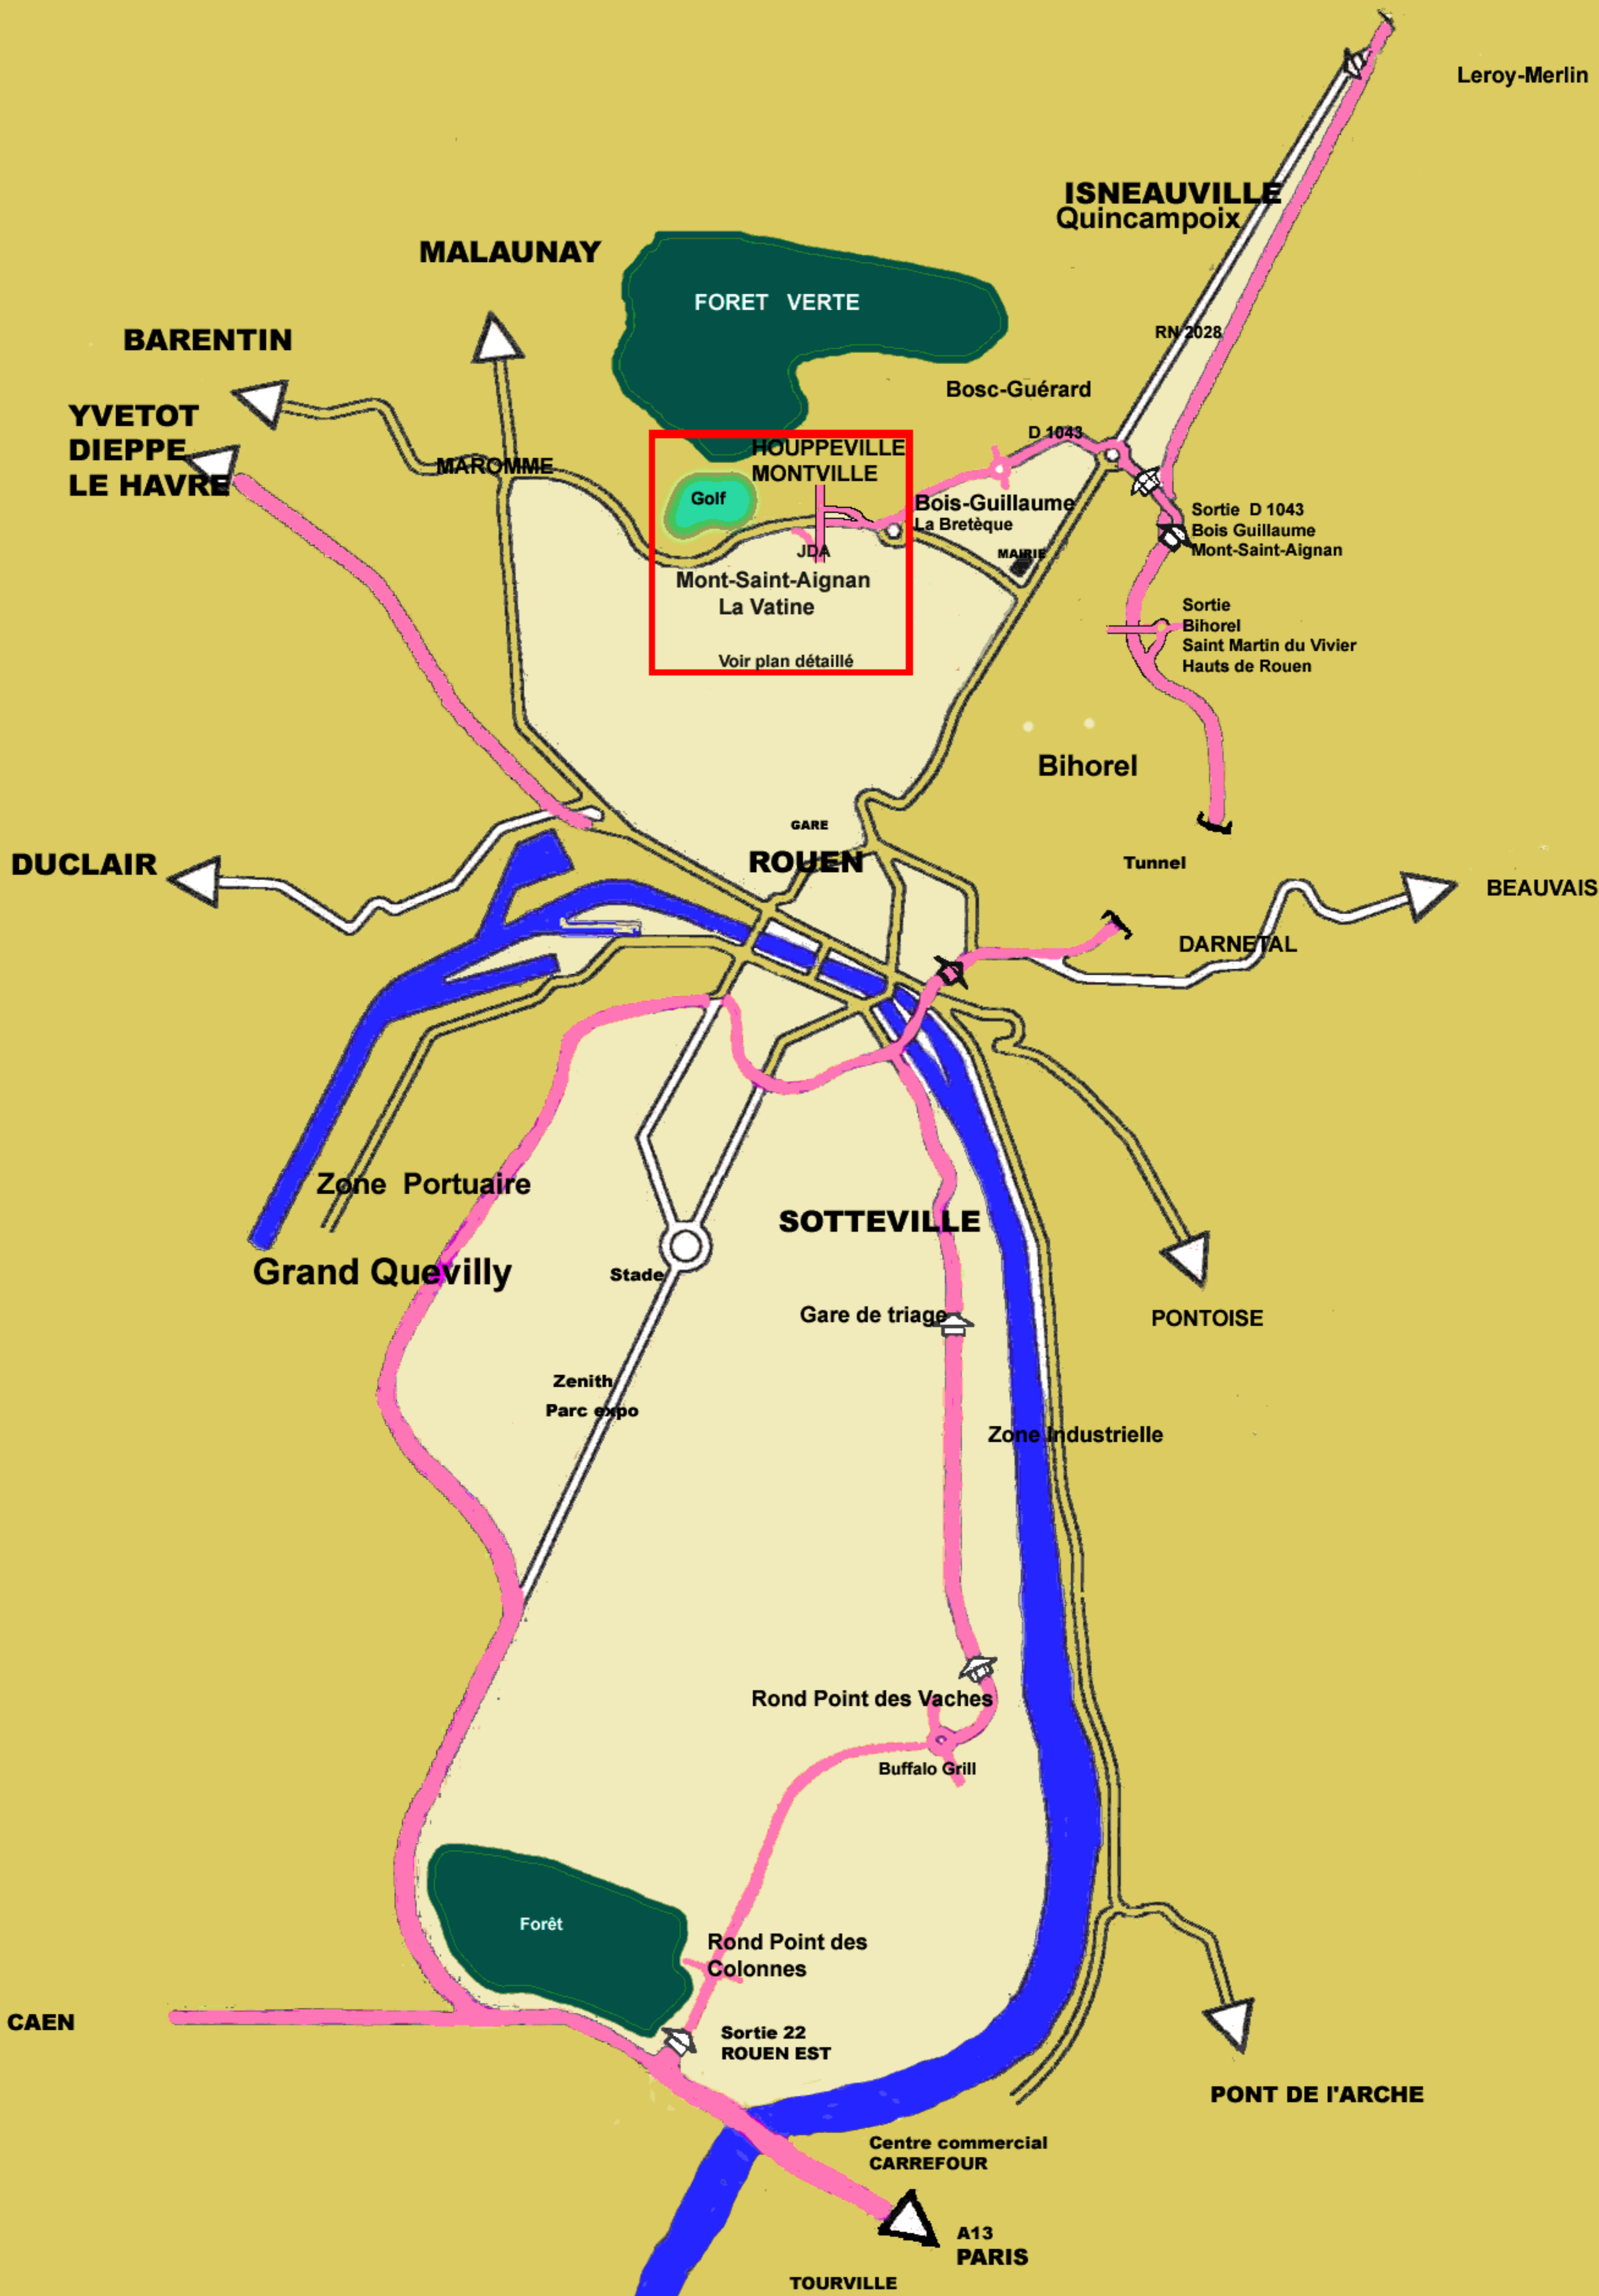 Leroy-Merlin
ISNEAUVILLE
Quincampoix
MALAUNAY
FORET VERTE
RN 2028
BARENTIN
Bosc-Guérard
YVETOT
DIEPPE
LE HAVRE
D 1043
HOUPPEVILLE
MONTVILLE
MAROMME
Golf
Bois-Guillaume
La Bretèque
Sortie D 1043
Bois Guillaume
Mont-Saint-Aignan
JDA
MAIRIE
Mont-Saint-Aignan
La Vatine
Sortie
Bihorel
Saint Martin du Vivier
Hauts de Rouen
Voir plan détaillé
Bihorel
GARE
ROUEN
Tunnel
DUCLAIR
BEAUVAIS
DARNETAL
Zone Portuaire
SOTTEVILLE
Grand Quevilly
Stade
Gare de triage
PONTOISE
Zenith
Parc expo
Zone Industrielle
Rond Point des Vaches
Buffalo Grill
Forêt
Rond Point des
Colonnes
CAEN
Sortie 22
ROUEN EST
PONT DE l'ARCHE
Centre commercial
CARREFOUR
A13
PARIS
TOURVILLE